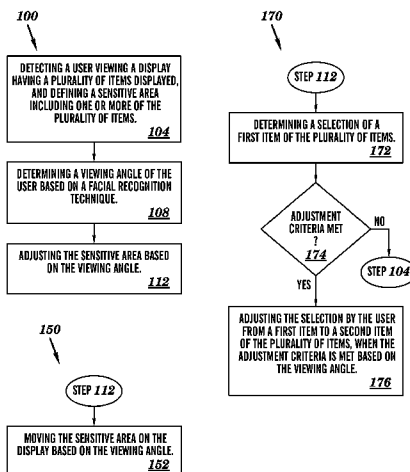 100
DETECTING A USER VIEWING A DISPLAY
HAVING A PLURALITY OF ITEMS DISPLAYED,
AND DEFINING A SENSITIVE AREA
INCLUDING ONE OR MORE OF THE
PLURALITY OF ITEMS.
104
DETERMINING A VIEWING ANGLE OF THE
USER BASED ON A FACIAL RECOGNITION
TECHNIQUE.
108
ADJUSTING THE SENSITIVE AREA BASED
ON THE VIEWING ANGLE.
112
150
STEP 112
MOVING THE SENSITIVE AREA ON THE
DISPLAY BASED ON THE VIEWING ANGLE.
152
170
STEP 112
DETERMINING A SELECTION OF A
FIRST ITEM OF THE PLURALITY OF ITEMS.
172
ADJUSTMENT
CRITERIA MET
?
174
NO
STEP 104
YES
ADJUSTING THE SELECTION BY THE USER
FROM A FIRST ITEM TO A SECOND ITEM
OF THE PLURALITY OF ITEMS, WHEN THE
ADJUSTMENT CRITERIA IS MET BASED ON
THE VIEWING ANGLE.
176